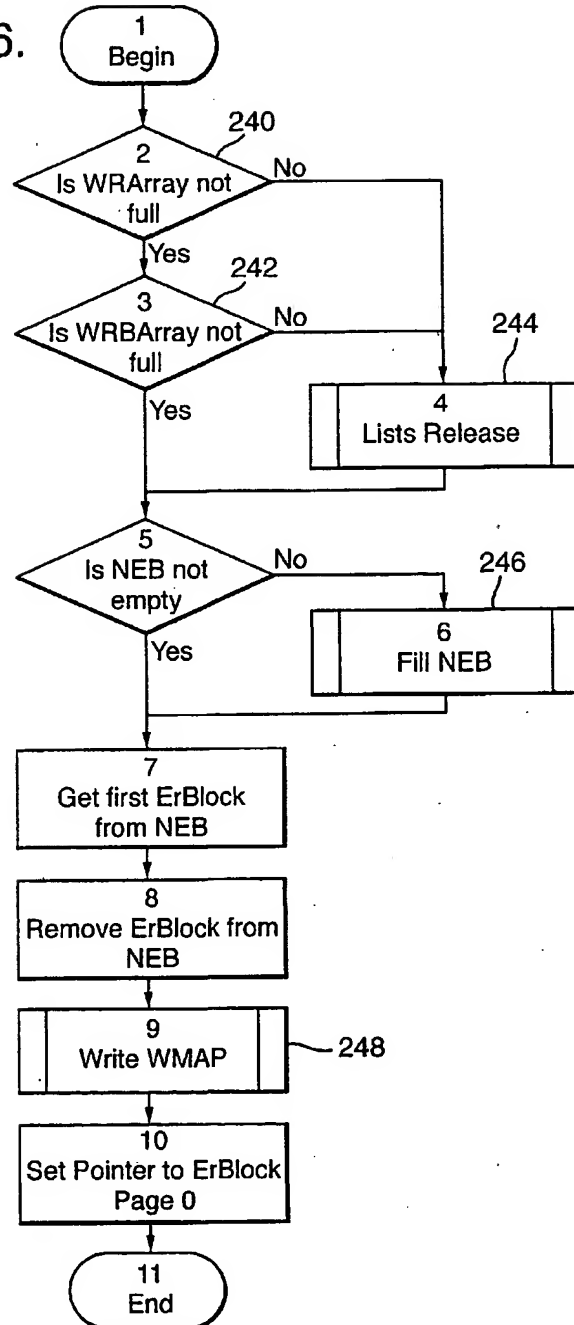 6.
1
Begin
240
2
Is WRArray not
full
No
Yes
242
3
Is WRBArray not
full
No
Yes
244
4
Lists Release
5
Is NEB not
empty
No
Yes
246
6
Fill NEB
7
Get first ErBlock
from NEB
8
Remove ErBlock from
NEB
9
Write WMAP
248
10
Set Pointer to ErBlock
Page 0
11
End